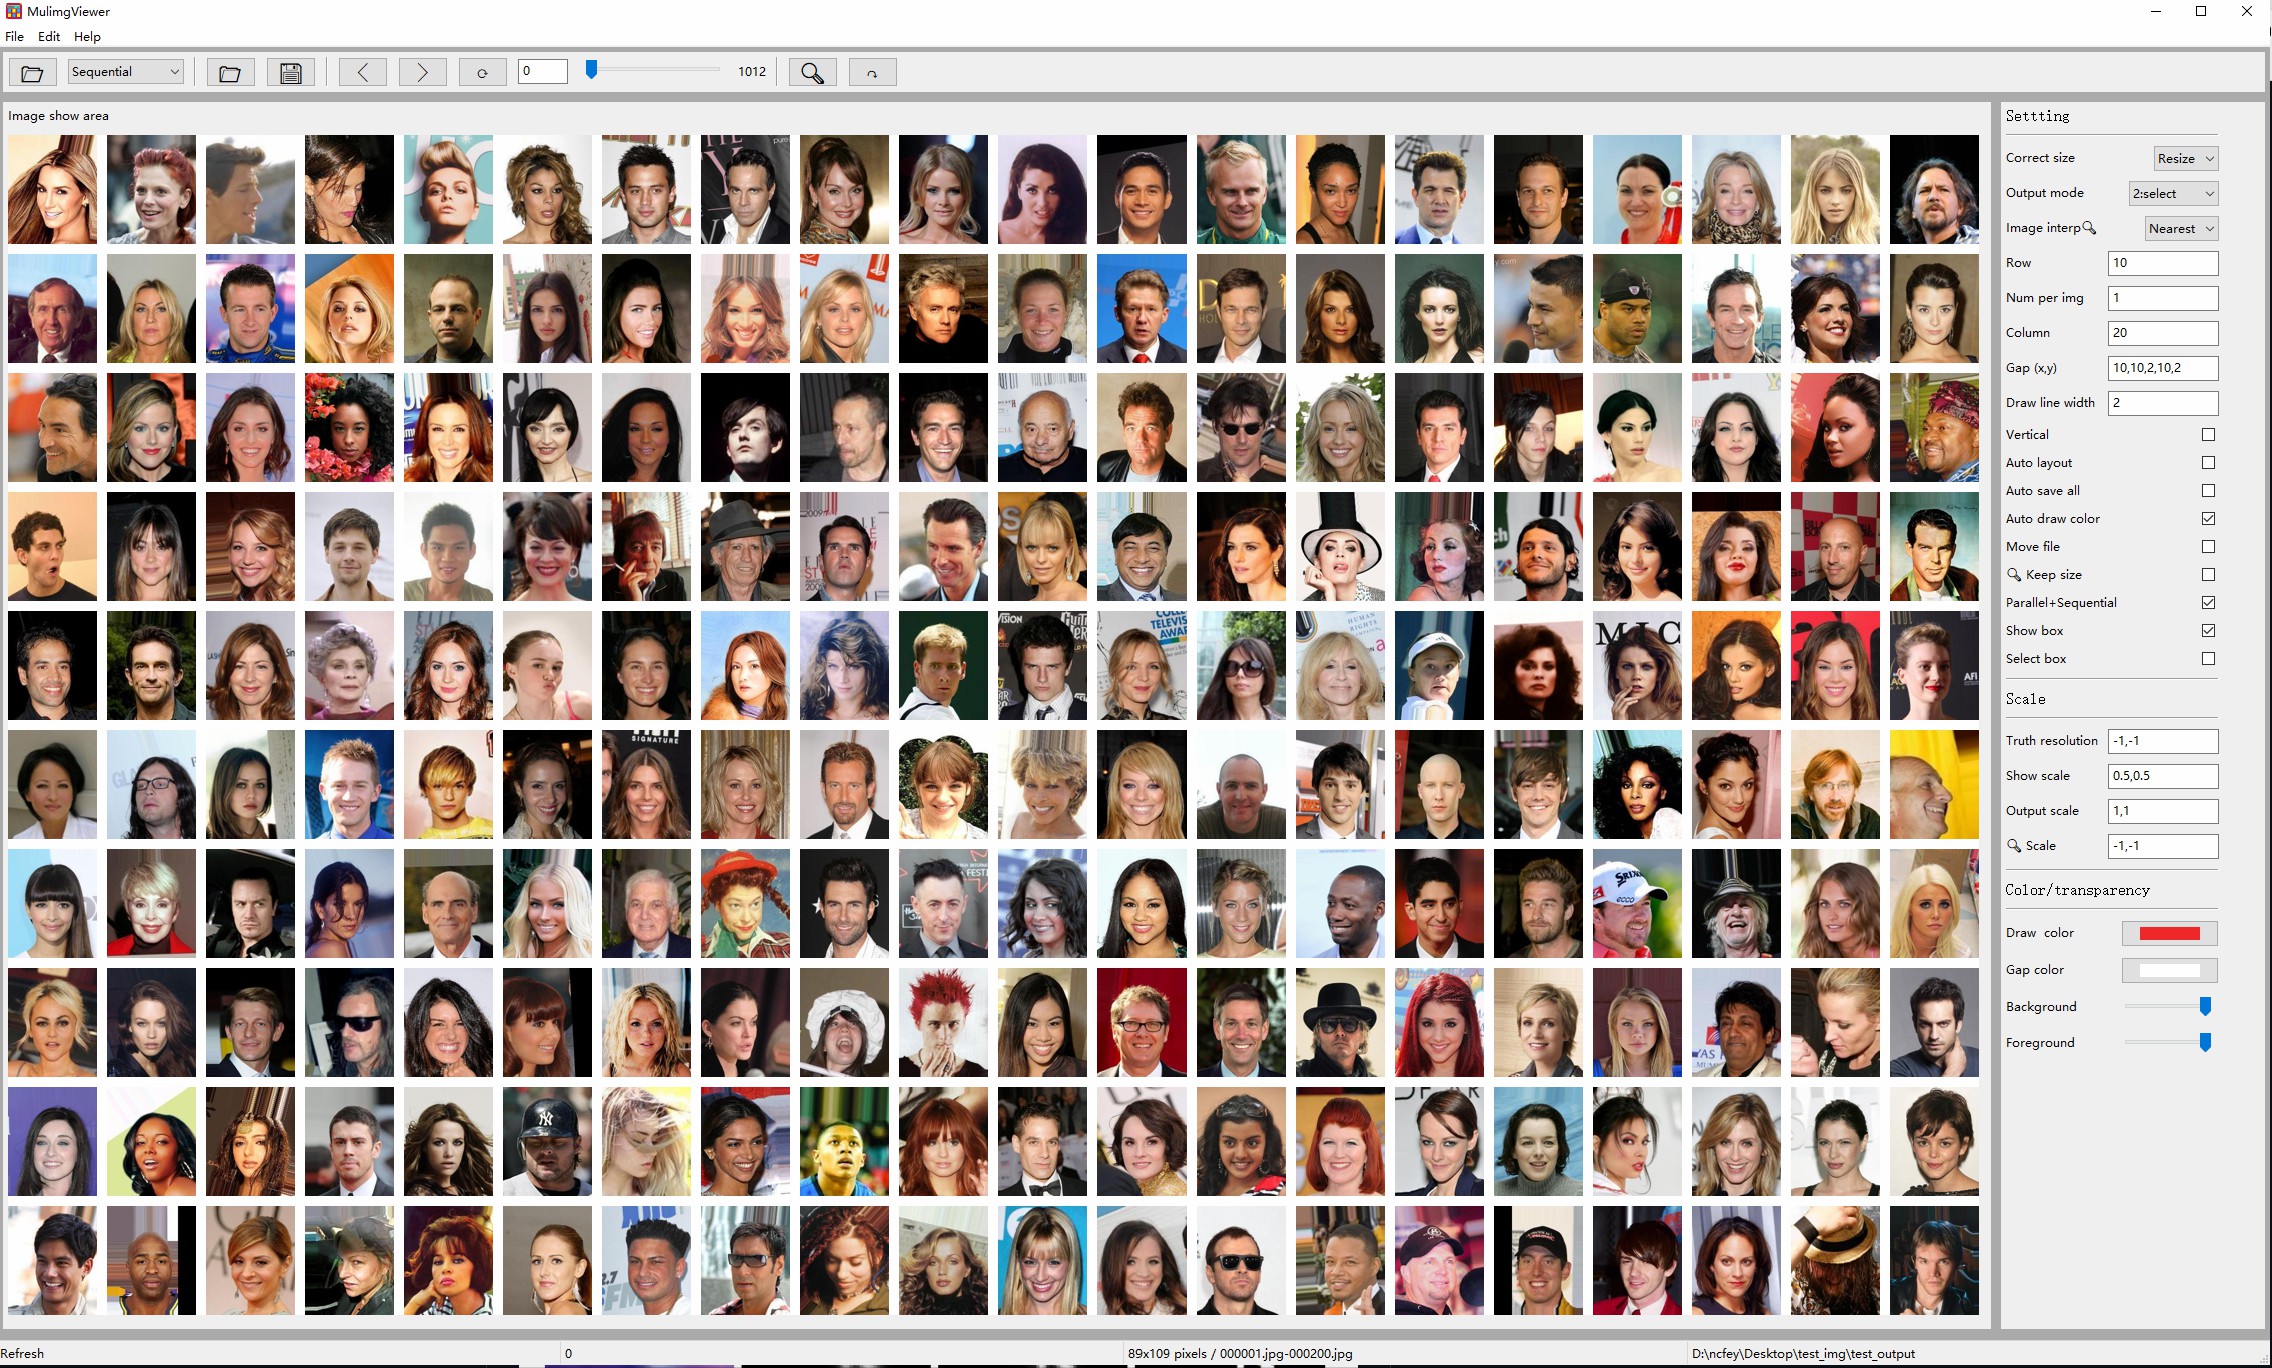 MulimgViewer
File Edit Help
Sequential
0
1012
Image show area
Settting
Correct size Resize
Output mode 2:select
Image interp Nearest
Row 10
Num per img 1
Column 20
Gap (x,y) 10,10,2,10,2
Draw line width 2
Vertical
Auto layout
Auto save all
Auto draw color
Move file
Keep size
Parallel+Sequential
Show box
Select box
Scale
Truth resolution -1,-1
Show scale 0.5,0.5
Output scale 1,1
Scale -1,-1
Color/transparency
Draw color
Gap color
Background
Foreground
SIGNATURE
SRIXON
ecco
Refresh
0
89x109 pixels / 000001.jpg-000200.jpg
D:\ncfey\Desktop\test_img\test_output